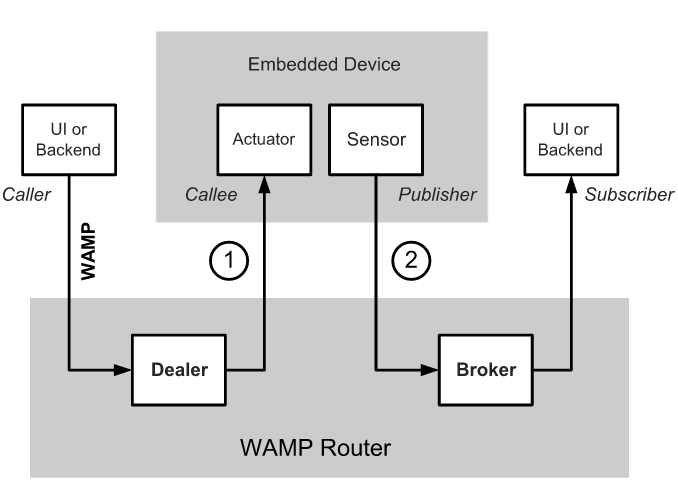 Embedded Device
UI or
Backend
Actuator
Sensor
UI or
Backend
Caller
Callee
Publisher
Subscriber
WAMP
1
2
Dealer
Broker
WAMP Router